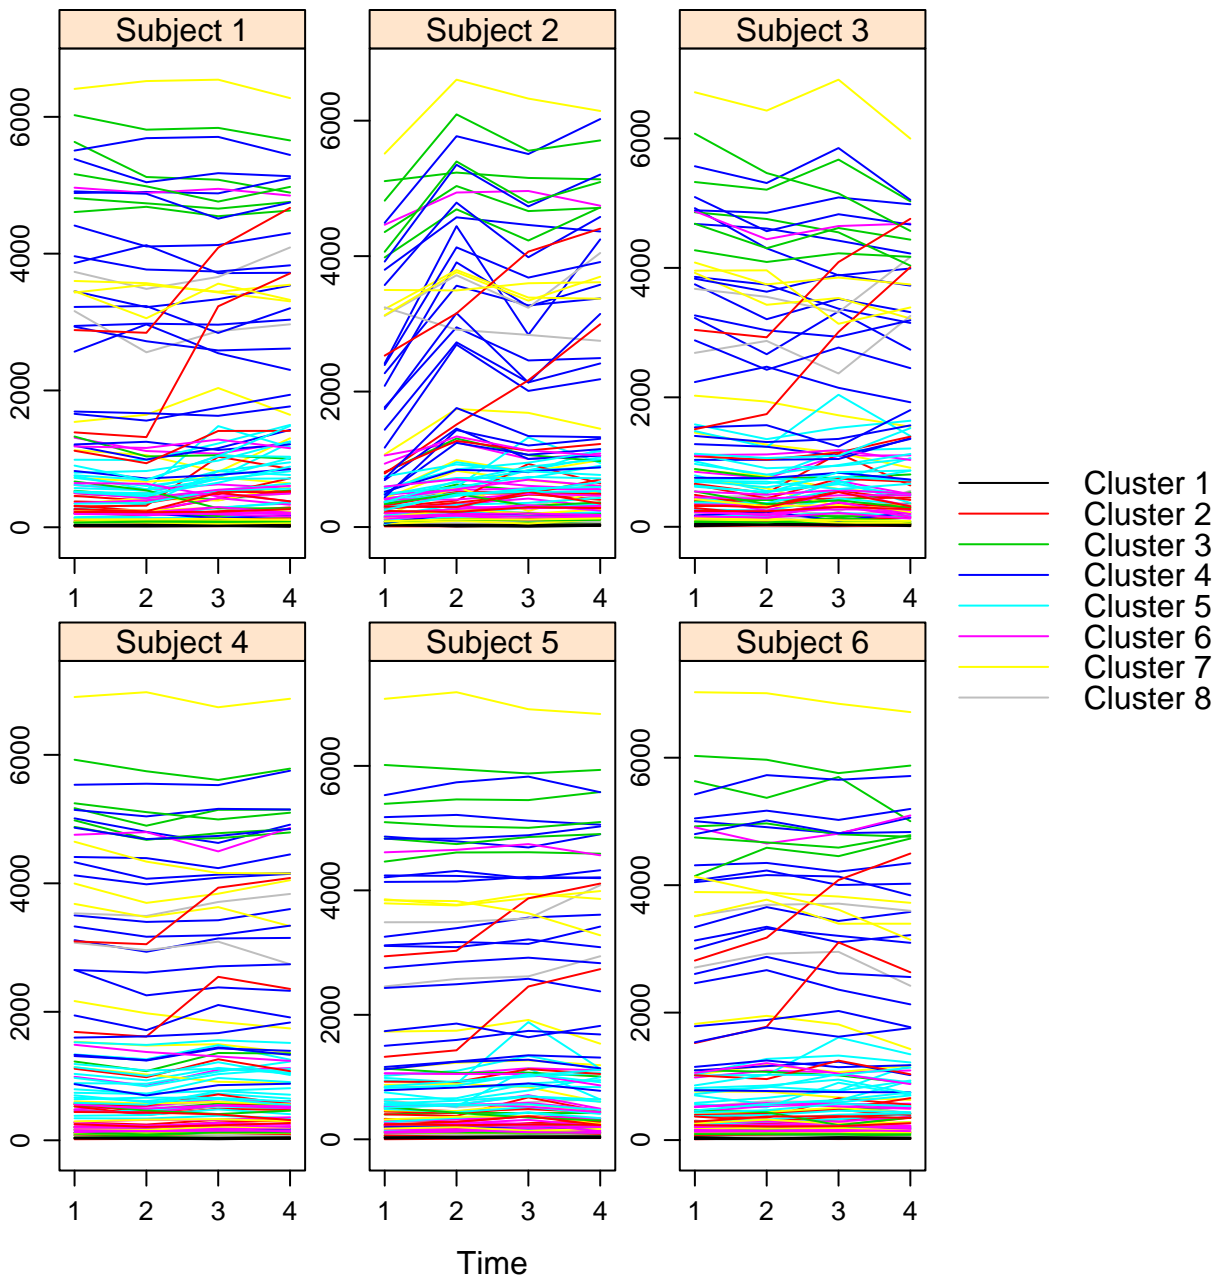 Subject 1
Subject 2
Subject 3
6000
4000
2000
0
6000
4000
2000
0
6000
4000
2000
0
1 2 3 4
1 2 3 4
1 2 3 4
Subject 4
Subject 5
Subject 6
6000
4000
2000
0
6000
4000
2000
0
6000
4000
2000
0
1 2 3 4
1 2 3 4
1 2 3 4
Time
Cluster 1
Cluster 2
Cluster 3
Cluster 4
Cluster 5
Cluster 6
Cluster 7
Cluster 8